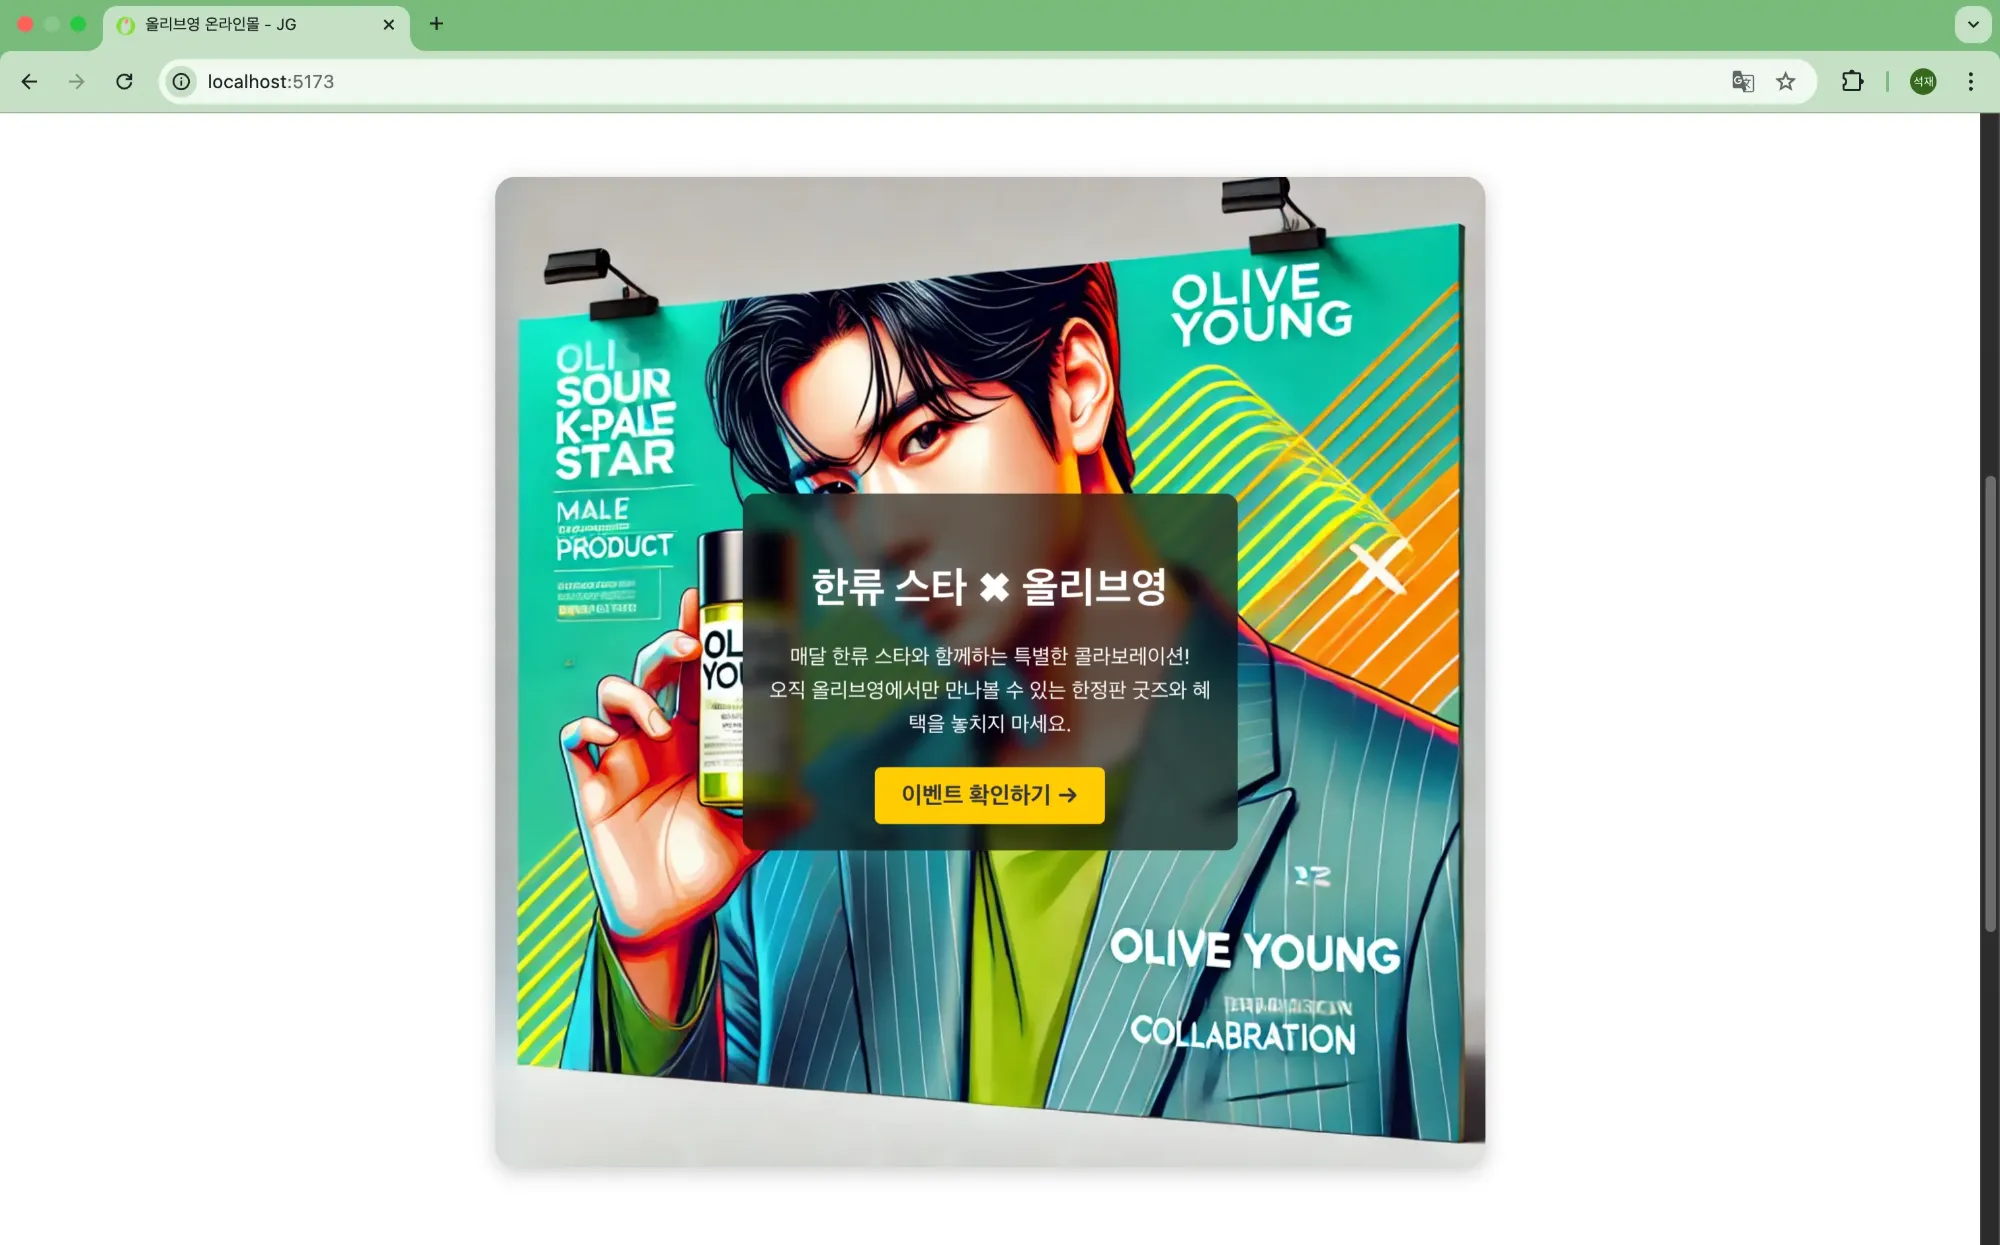 올리브영 온라인몰 - JG
localhost:5173
석재
OLIVE
YOUNG
OLI
SOUR
K-PALE
STAR
MALE
PRODUCT
OL
YOU
한류 스타 ✖ 올리브영
매달 한류 스타와 함께하는 특별한 콜라보레이션!
오직 올리브영에서만 만나볼 수 있는 한정판 굿즈와 혜
택을 놓치지 마세요.
이벤트 확인하기 →
OLIVE YOUNG
COLLABRATION